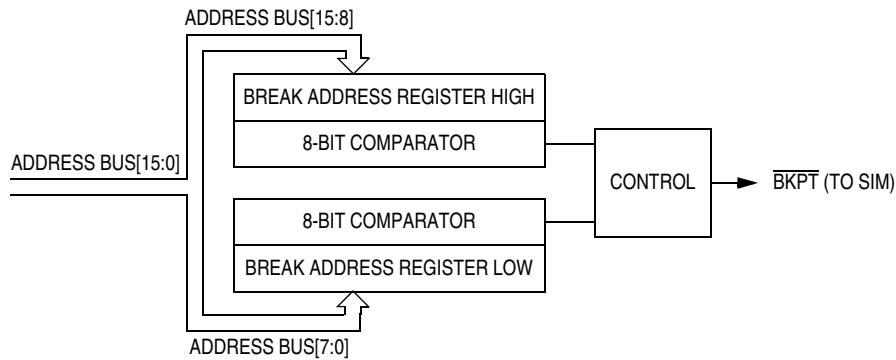 ADDRESS BUS[15:8]
BREAK ADDRESS REGISTER HIGH
8-BIT COMPARATOR
ADDRESS BUS[15:0]
CONTROL
BKPT (TO SIM)
8-BIT COMPARATOR
BREAK ADDRESS REGISTER LOW
ADDRESS BUS[7:0]